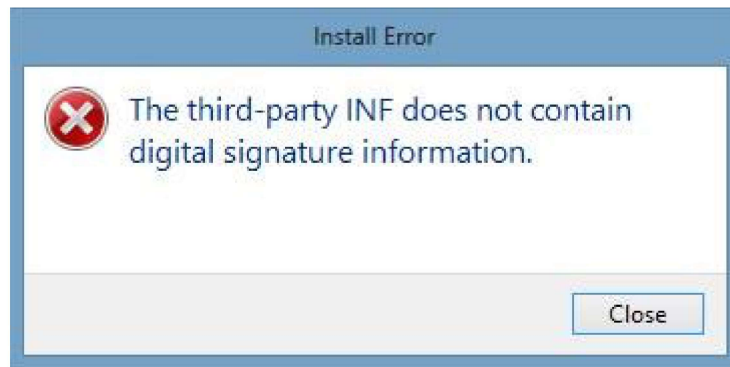 Install Error
The third-party INF does not contain
digital signature information.
Close